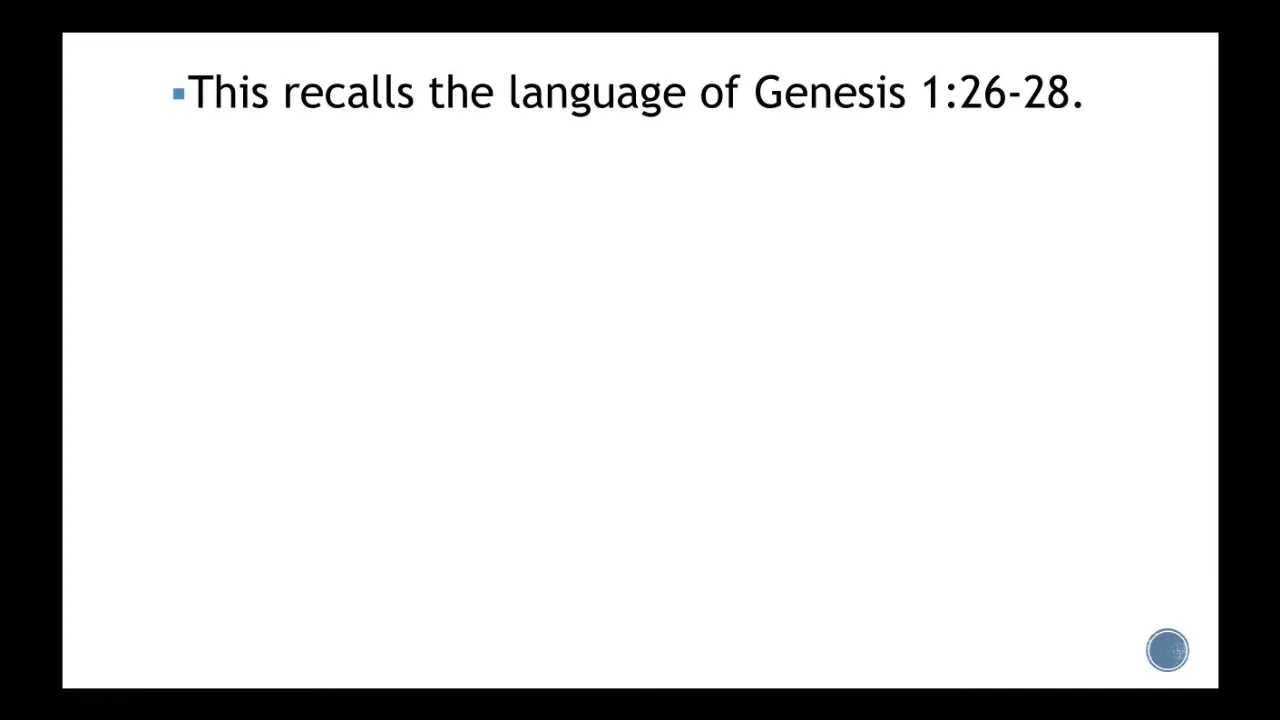 ▪This recalls the language of Genesis 1:26-28.